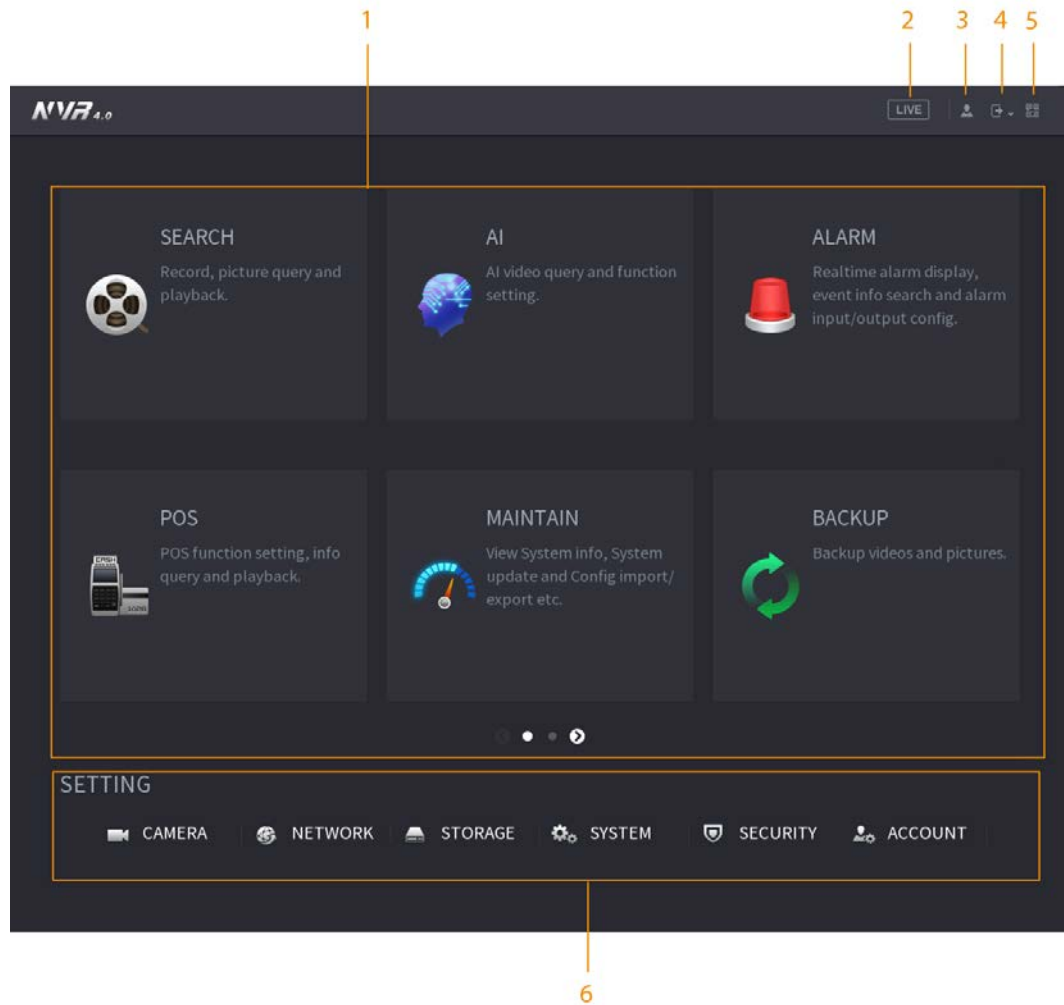 1
2 3 4 5
NVR 4.0
LIVE
SEARCH
Record, picture query and
playback.
AI
AI video query and function
setting.
ALARM
Realtime alarm display,
event info search and alarm
input/output config.
POS
POS function setting, info
query and playback.
CASH
MAINTAIN
View System info, System
update and Config import/
export etc.
BACKUP
Backup videos and pictures.
SETTING
CAMERA NETWORK STORAGE SYSTEM SECURITY ACCOUNT
6